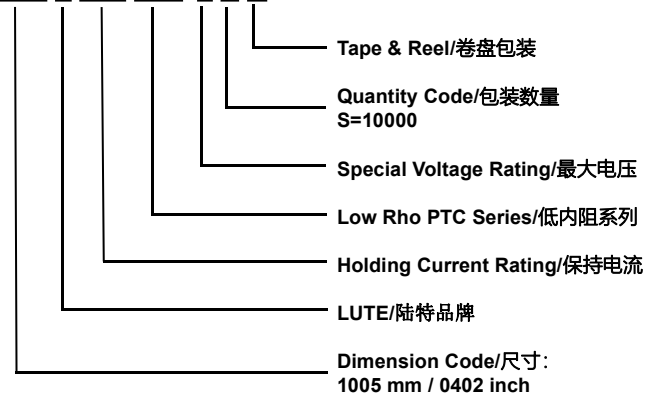 Tape & Reel/卷盘包装
Quantity Code/包装数量
S=10000
Special Voltage Rating/最大电压
Low Rho PTC Series/低内阻系列
Holding Current Rating/保持电流
LUTE/陆特品牌
Dimension Code/尺寸：
1005 mm / 0402 inch